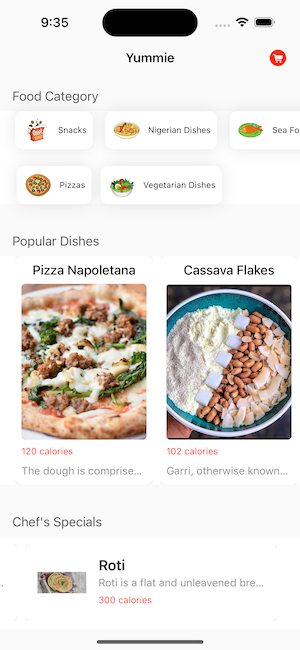 9:35
Yummie
Food Category
Snacks
Nigerian Dishes
Sea Fo
Pizzas
Vegetarian Dishes
Popular Dishes
Pizza Napoletana
Cassava Flakes
120 calories
102 calories
The dough is comprise...
Garri, otherwise known...
Chef's Specials
Roti
..
Roti is a flat and unleavened bre...
300 calories